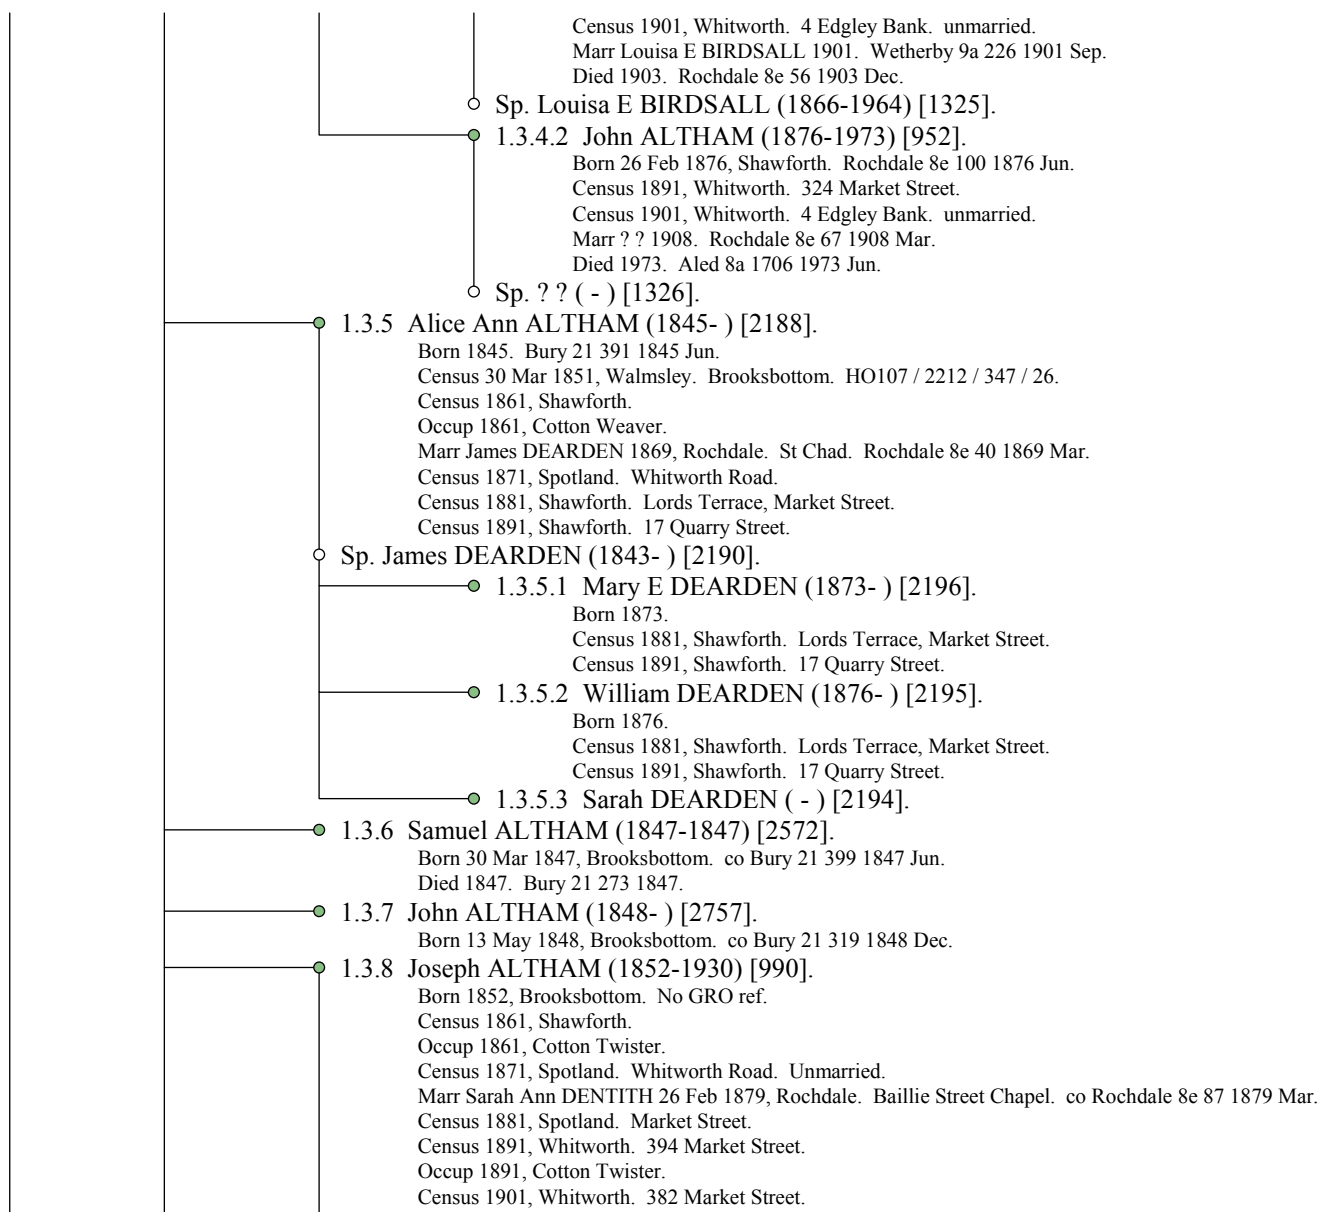 Census 1901, Whitworth. 4 Edgley Bank. unmarried.
Marr Louisa E BIRDSALL 1901. Wetherby 9a 226 1901 Sep.
Died 1903. Rochdale 8e 56 1903 Dec.
Sp. Louisa E BIRDSALL (1866-1964) [1325].
1.3.4.2 John ALTHAM (1876-1973) [952].
Born 26 Feb 1876, Shawforth. Rochdale 8e 100 1876 Jun.
Census 1891, Whitworth. 324 Market Street.
Census 1901, Whitworth. 4 Edgley Bank. unmarried.
Marr ? ? 1908. Rochdale 8e 67 1908 Mar.
Died 1973. Aled 8a 1706 1973 Jun.
Sp. ? ? ( - ) [1326].
1.3.5 Alice Ann ALTHAM (1845- ) [2188].
Born 1845. Bury 21 391 1845 Jun.
Census 30 Mar 1851, Walmsley. Brooksbottom. HO107 / 2212 / 347 / 26.
Census 1861, Shawforth.
Occup 1861, Cotton Weaver.
Marr James DEARDEN 1869, Rochdale. St Chad. Rochdale 8e 40 1869 Mar.
Census 1871, Spotland. Whitworth Road.
Census 1881, Shawforth. Lords Terrace, Market Street.
Census 1891, Shawforth. 17 Quarry Street.
Sp. James DEARDEN (1843- ) [2190].
1.3.5.1 Mary E DEARDEN (1873- ) [2196].
Born 1873.
Census 1881, Shawforth. Lords Terrace, Market Street.
Census 1891, Shawforth. 17 Quarry Street.
1.3.5.2 William DEARDEN (1876- ) [2195].
Born 1876.
Census 1881, Shawforth. Lords Terrace, Market Street.
Census 1891, Shawforth. 17 Quarry Street.
1.3.5.3 Sarah DEARDEN ( - ) [2194].
1.3.6 Samuel ALTHAM (1847-1847) [2572].
Born 30 Mar 1847, Brooksbottom. co Bury 21 399 1847 Jun.
Died 1847. Bury 21 273 1847.
1.3.7 John ALTHAM (1848- ) [2757].
Born 13 May 1848, Brooksbottom. co Bury 21 319 1848 Dec.
1.3.8 Joseph ALTHAM (1852-1930) [990].
Born 1852, Brooksbottom. No GRO ref.
Census 1861, Shawforth.
Occup 1861, Cotton Twister.
Census 1871, Spotland. Whitworth Road. Unmarried.
Marr Sarah Ann DENTITH 26 Feb 1879, Rochdale. Baillie Street Chapel. co Rochdale 8e 87 1879 Mar.
Census 1881, Spotland. Market Street.
Census 1891, Whitworth. 394 Market Street.
Occup 1891, Cotton Twister.
Census 1901, Whitworth. 382 Market Street.